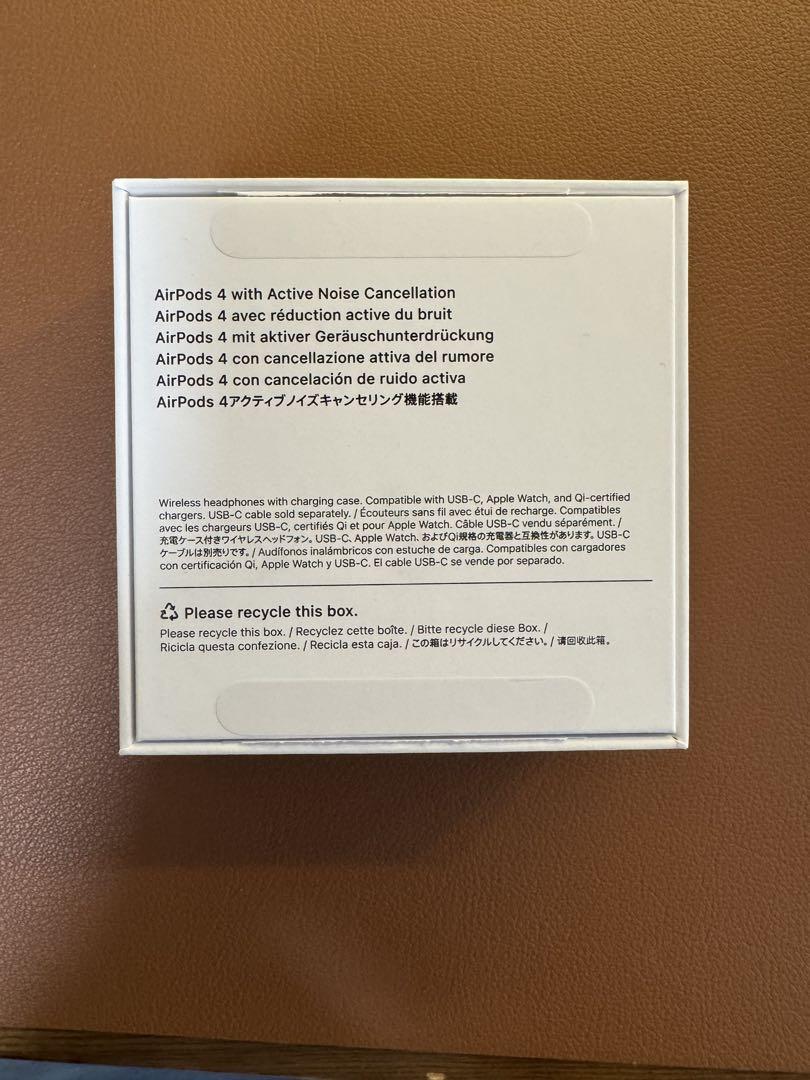 AirPods 4 with Active Noise Cancellation
AirPods 4 avec réduction active du bruit
AirPods 4 mit aktiver Geräuschunterdrückung
AirPods 4 con cancellazione attiva del rumore
AirPods 4 con cancelación de ruido activa
AirPods 4アクティブノイズキャンセリング機能搭載
Wireless headphones with charging case. Compatible with USB-C, Apple Watch, and Qi-certified
chargers. USB-C cable sold separately. / Écouteurs sans fil avec étui de recharge. Compatibles
avec les chargeurs USB-C, certifiés Qi et pour Apple Watch. Câble USB-C vendu séparément. /
充電ケース付きワイヤレスヘッドフォン。USB-C、Apple Watch、およびQi規格の充電器と互換性があります。USB-C
ケーブルは別売りです。/ Audífonos inalámbricos con estuche de carga. Compatibles con cargadores
con certificación Qi, Apple Watch y USB-C. El cable USB-C se vende por separado.
Please recycle this box.
Please recycle this box. / Recyclez cette boîte. / Bitte recycle diese Box. /
Ricicla questa confezione. / Recicla esta caja. / この箱はリサイクルしてください。/ 请回收此箱。